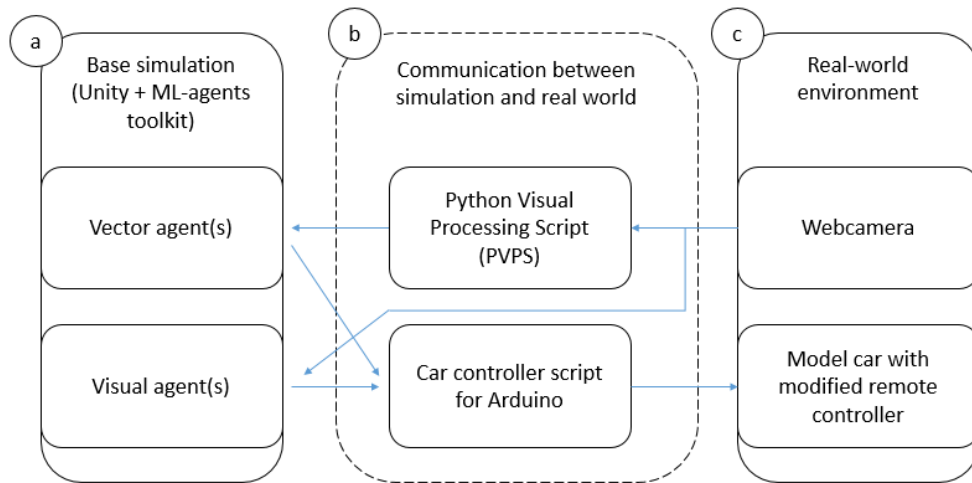 a
Base simulation
(Unity + ML-agents
toolkit)
Vector agent(s)
Visual agent(s)
b
Communication between
simulation and real world
Python Visual
Processing Script
(PVPS)
Car controller script
for Arduino
c
Real-world
environment
Webcamera
Model car with
modified remote
controller